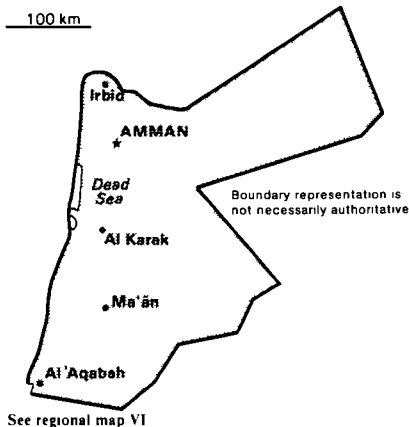 100 km
Irbid
AMMAN
Dead
Sea
Boundary representation is
not necessarily authoritative
Al Karak
Ma'ān
Al 'Aqabah
See regional map VI